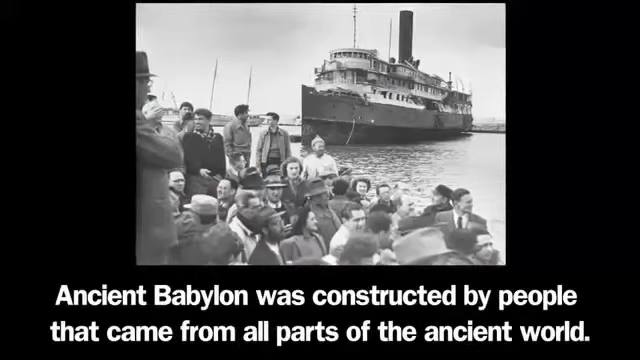 Ancient Babylon was constructed by people
that came from all parts of the ancient world.